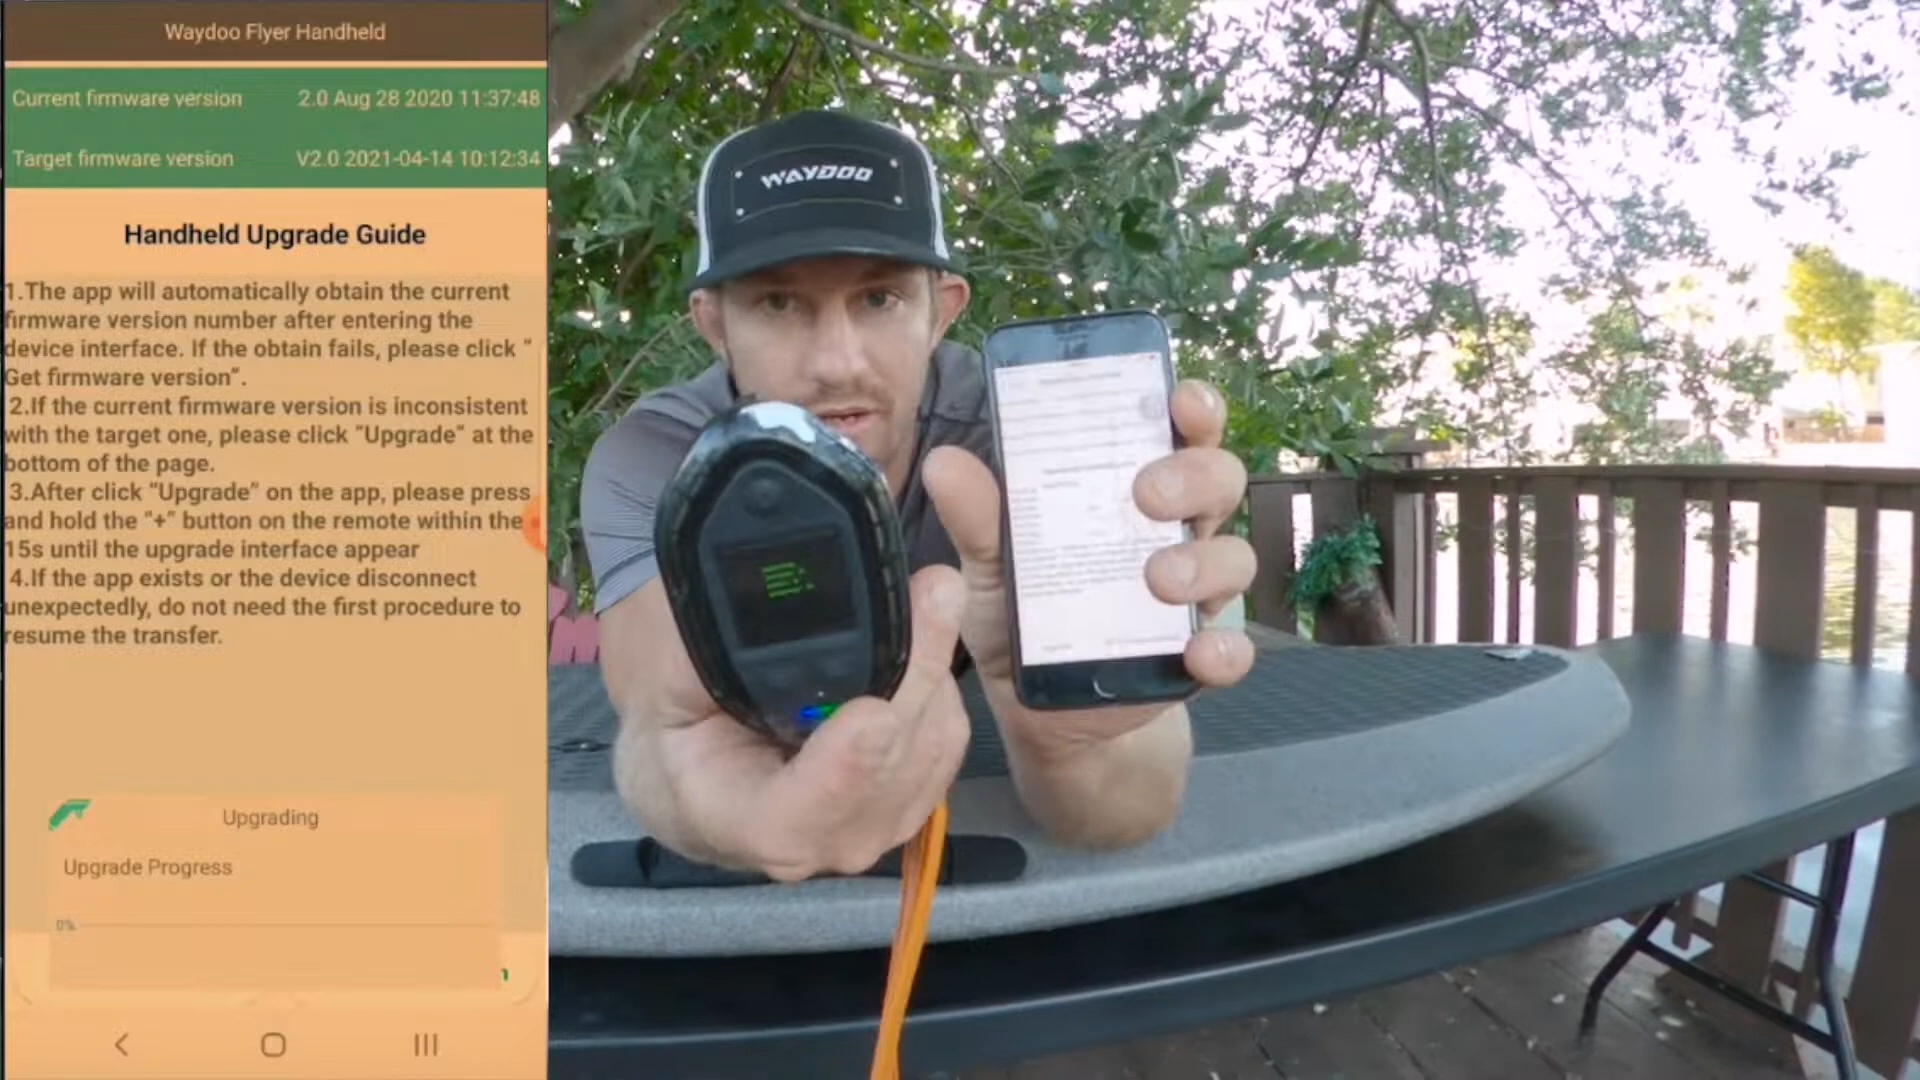 Waydoo Flyer Handheld
Current firmware version 2.0 Aug 28 2020 11:37:48
Target firmware version V2.0 2021-04-14 10:12:34
Handheld Upgrade Guide
1.The app will automatically obtain the current
firmware version number after entering the
device interface. If the obtain fails, please click "
Get firmware version".
2.If the current firmware version is inconsistent
with the target one, please click "Upgrade" at the
bottom of the page.
3.After click "Upgrade" on the app, please press
and hold the "+" button on the remote within the
15s until the upgrade interface appear
4.If the app exists or the device disconnect
unexpectedly, do not need the first procedure to
resume the transfer.
Upgrading
Upgrade Progress
0%
WAYDOO